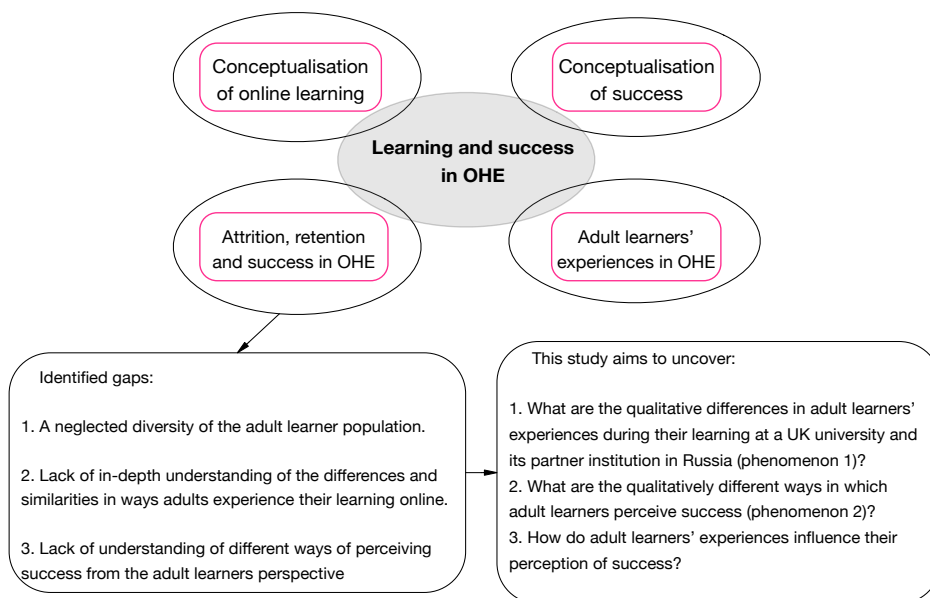 Conceptualisation
of online learning
Conceptualisation
of success
Learning and success
in OHE
Attrition, retention
and success in OHE
Adult learners'
experiences in OHE
Identified gaps:
1. A neglected diversity of the adult learner population.
2. Lack of in-depth understanding of the differences and
similarities in ways adults experience their learning online.
3. Lack of understanding of different ways of perceiving
success from the adult learners perspective
This study aims to uncover:
1. What are the qualitative differences in adult learners'
experiences during their learning at a UK university and
its partner institution in Russia (phenomenon 1)?
2. What are the qualitatively different ways in which
adult learners perceive success (phenomenon 2)?
3. How do adult learners' experiences influence their
perception of success?